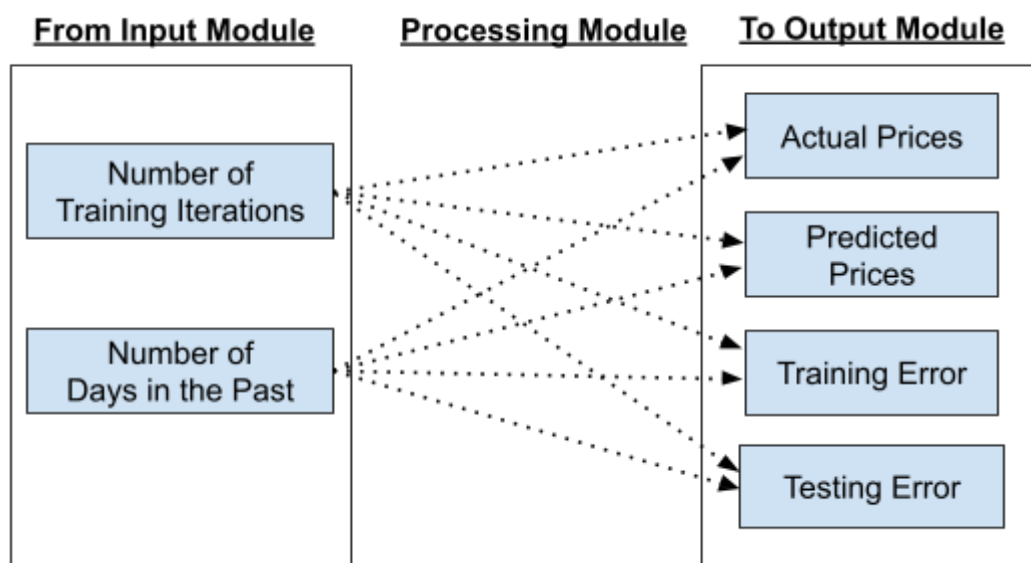 From Input Module
Processing Module
To Output Module
Number of
Training Iterations
Number of
Days in the Past
Actual Prices
Predicted
Prices
Training Error
Testing Error